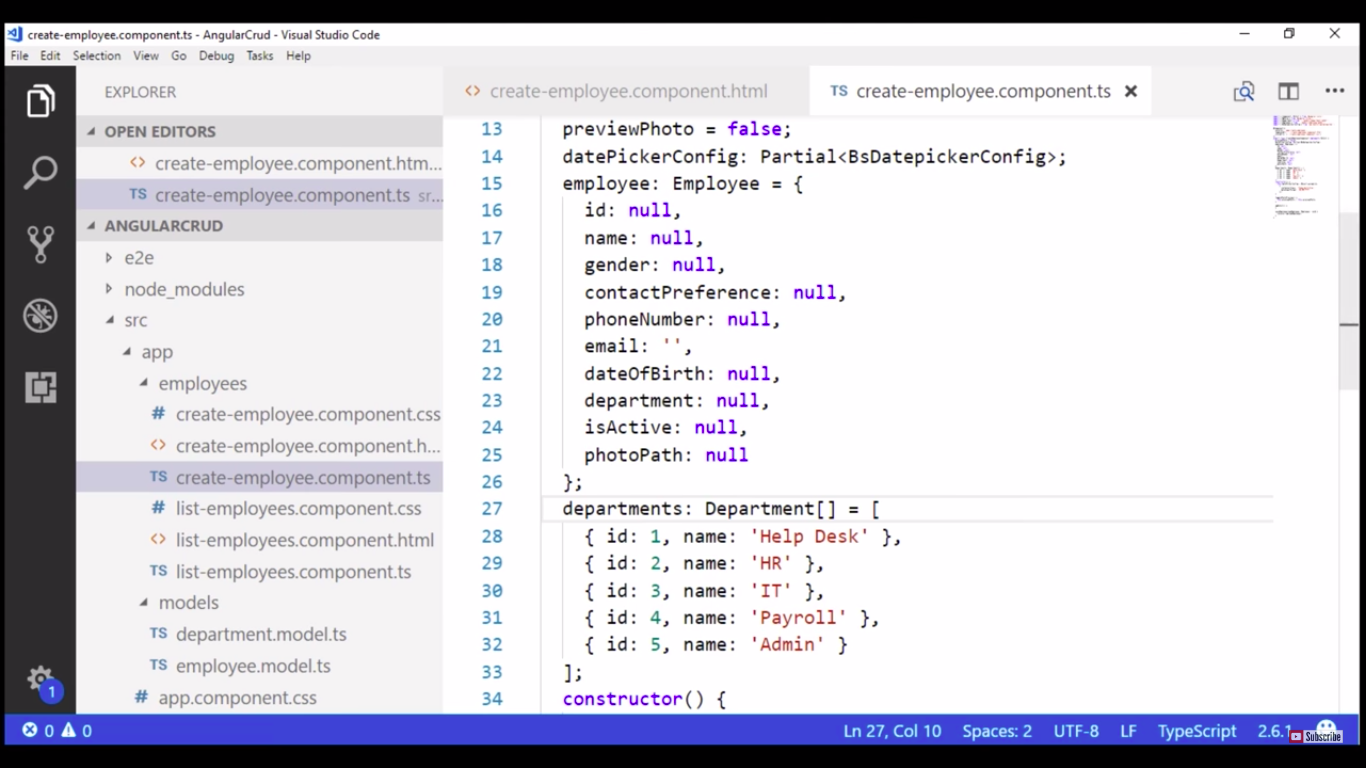 create-employee.component.ts - AngularCrud - Visual Studio Code
File Edit Selection View Go Debug Tasks Help
EXPLORER
OPEN EDITORS
<> create-employee.component.htm...
TS create-employee.component.ts src...
ANGULARCRUD
e2e
node_modules
src
app
employees
# create-employee.component.css
<> create-employee.component.h...
TS create-employee.component.ts
# list-employees.component.css
<> list-employees.component.html
TS list-employees.component.ts
models
TS department.model.ts
TS employee.model.ts
# app.component.css
1
<> create-employee.component.html TS create-employee.component.ts
13 previewPhoto = false;
14 datePickerConfig: Partial<BsDatepickerConfig>;
15 employee: Employee = {
16 id: null,
17 name: null,
18 gender: null,
19 contactPreference: null,
20 phoneNumber: null,
21 email: '',
22 dateOfBirth: null,
23 department: null,
24 isActive: null,
25 photoPath: null
26 };
27 departments: Department[] = [
28 { id: 1, name: 'Help Desk' },
29 { id: 2, name: 'HR' },
30 { id: 3, name: 'IT' },
31 { id: 4, name: 'Payroll' },
32 { id: 5, name: 'Admin' }
33 ];
34 constructor() {
0 0 Ln 27, Col 10 Spaces: 2 UTF-8 LF TypeScript 2.6.1
Subscribe